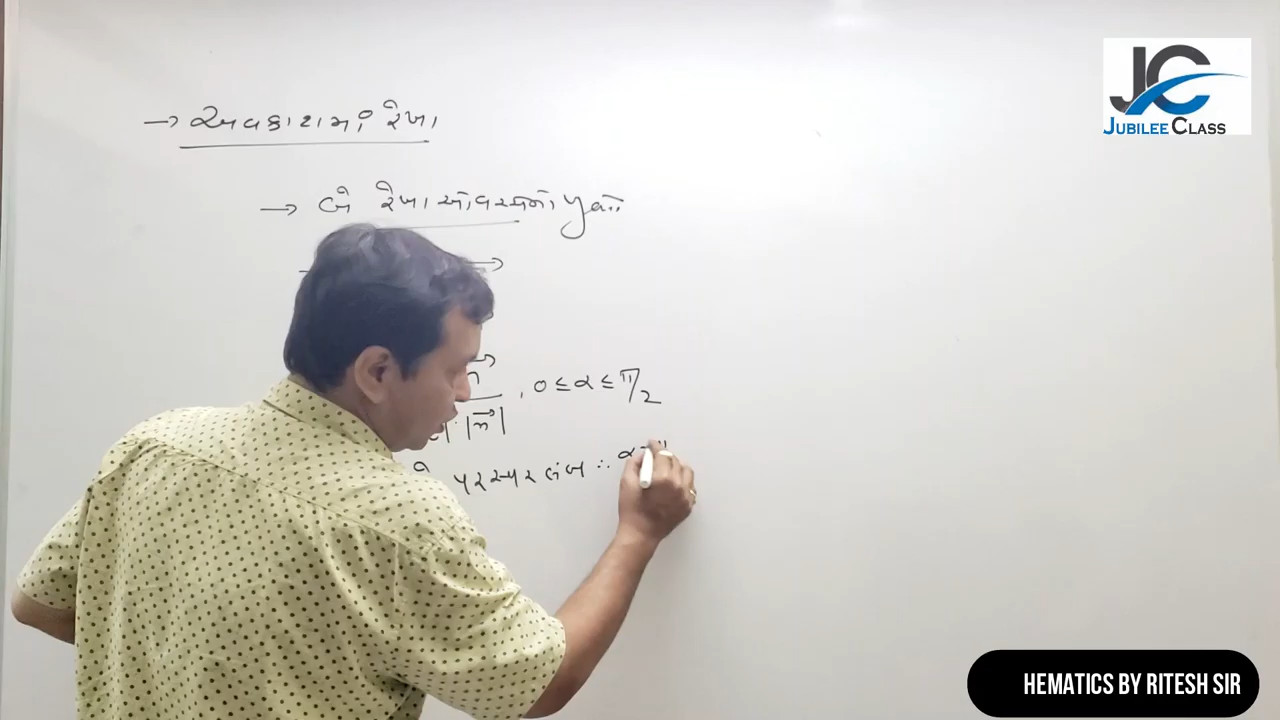 → અવકાશમાં રેખા
→ બે રેખાઓ વચ્ચેનો ખૂણો
→
→
n
, 0 ≤ α ≤ π/2
| · |n|
પરસ્પર લંબ ∴ α
JC
JUBILEE CLASS
HEMATICS BY RITESH SIR